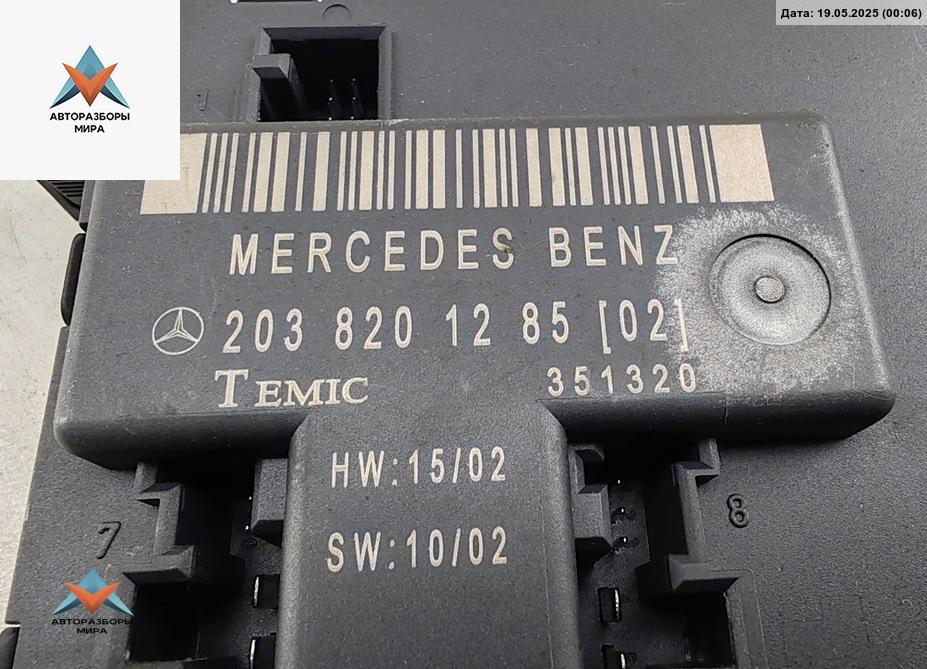 Дата: 19.05.2025 (00:06)
АВТОРАЗБОРЫ
МИРА
MERCEDES BENZ
203 820 12 85 [02]
TEMIC 351320
HW:15/02
SW:10/02
7
8
АВТОРАЗБОРЫ
МИРА